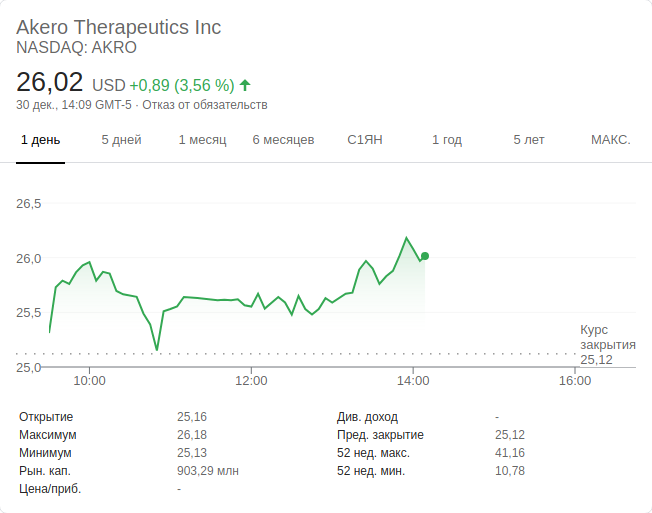 Akero Therapeutics Inc
NASDAQ: AKRO
26,02 USD +0,89 (3,56 %)
30 дек., 14:09 GMT-5 · Отказ от обязательств
1 день 5 дней 1 месяц 6 месяцев С1ЯН 1 год 5 лет МАКС.
26,5
26,0
25,5
Курс
закрытия
25,12
25,0
10:00 12:00 14:00 16:00
Открытие 25,16 Див. доход -
Максимум 26,18 Пред. закрытие 25,12
Минимум 25,13 52 нед. макс. 41,16
Рын. кап. 903,29 млн 52 нед. мин. 10,78
Цена/приб. -